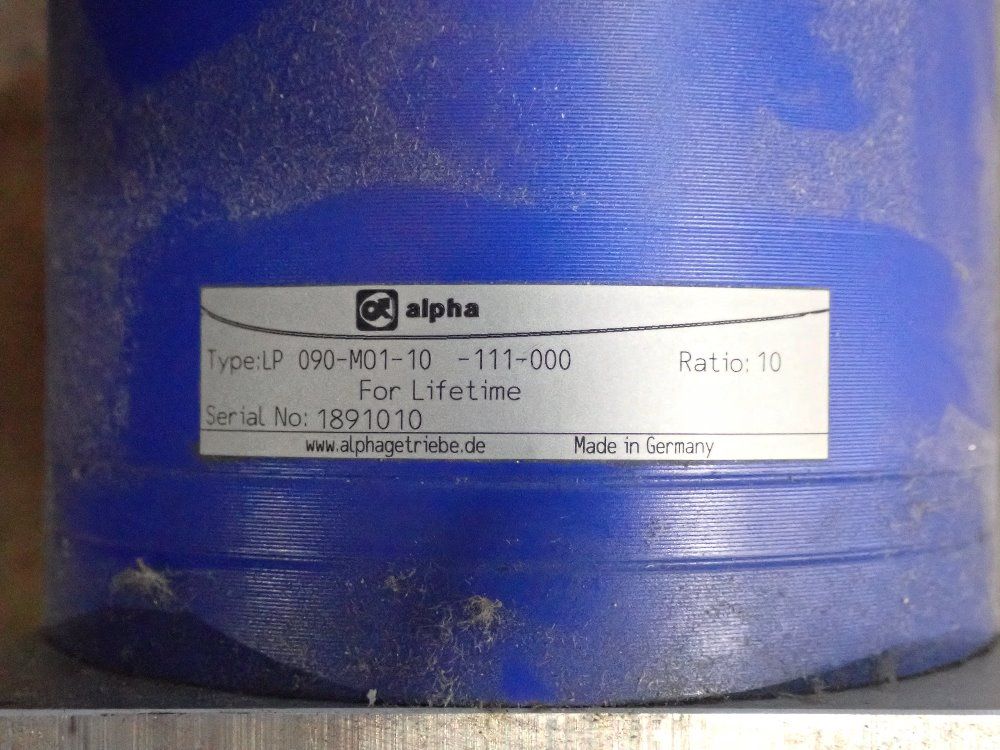 alpha
Type:LP 090-M01-10 -111-000 Ratio: 10
For Lifetime
Serial No: 1891010
www.alphagetriebe.de Made in Germany